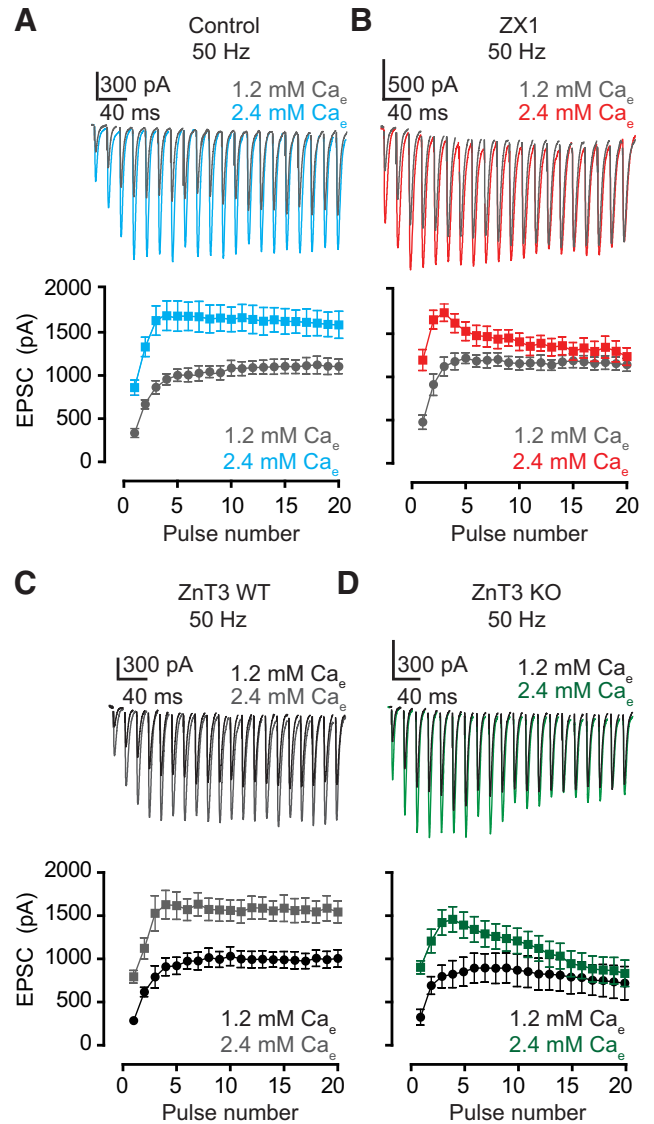 A
Control
50 Hz
300 pA
40 ms
1.2 mM Cae
2.4 mM Cae
2000
1500
1000
500
0
EPSC (pA)
1.2 mM Cae
2.4 mM Cae
0 5 10 15 20
Pulse number
B
ZX1
50 Hz
500 pA
40 ms
1.2 mM Cae
2.4 mM Cae
1.2 mM Cae
2.4 mM Cae
0 5 10 15 20
Pulse number
C
ZnT3 WT
50 Hz
300 pA
40 ms
1.2 mM Cae
2.4 mM Cae
2000
1500
1000
500
0
EPSC (pA)
1.2 mM Cae
2.4 mM Cae
0 5 10 15 20
Pulse number
D
ZnT3 KO
50 Hz
300 pA
40 ms
1.2 mM Cae
2.4 mM Cae
1.2 mM Cae
2.4 mM Cae
0 5 10 15 20
Pulse number